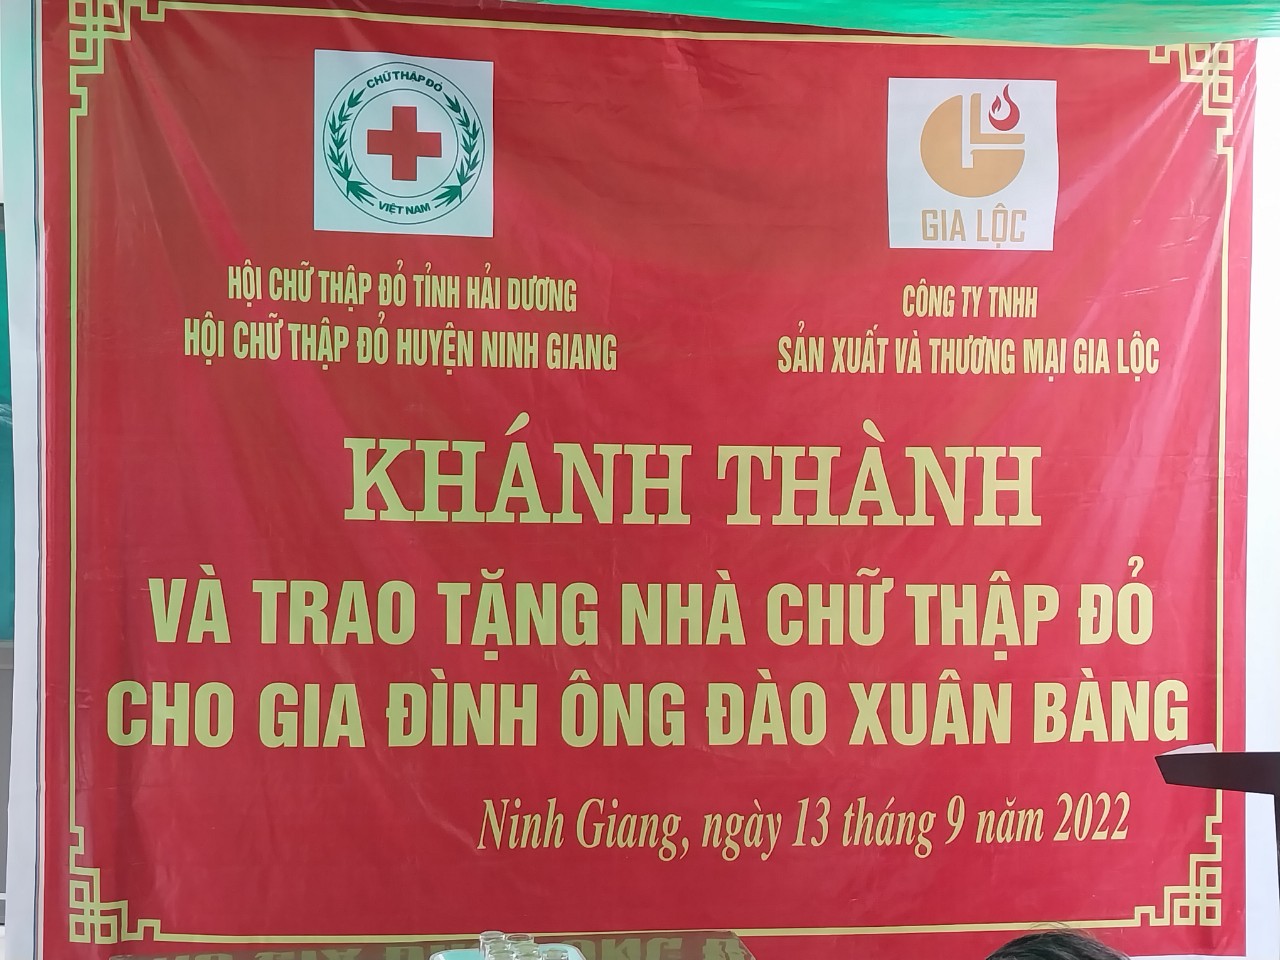 CHỮ THẬP ĐỎ
VIỆT NAM
GIA LỘC
HỘI CHỮ THẬP ĐỎ TỈNH HẢI DƯƠNG
HỘI CHỮ THẬP ĐỎ HUYỆN NINH GIANG
CÔNG TY TNHH
SẢN XUẤT VÀ THƯƠNG MẠI GIA LỘC
KHÁNH THÀNH
VÀ TRAO TẶNG NHÀ CHỮ THẬP ĐỎ
CHO GIA ĐÌNH ÔNG ĐÀO XUÂN BÀNG
Ninh Giang, ngày 13 tháng 9 năm 2022